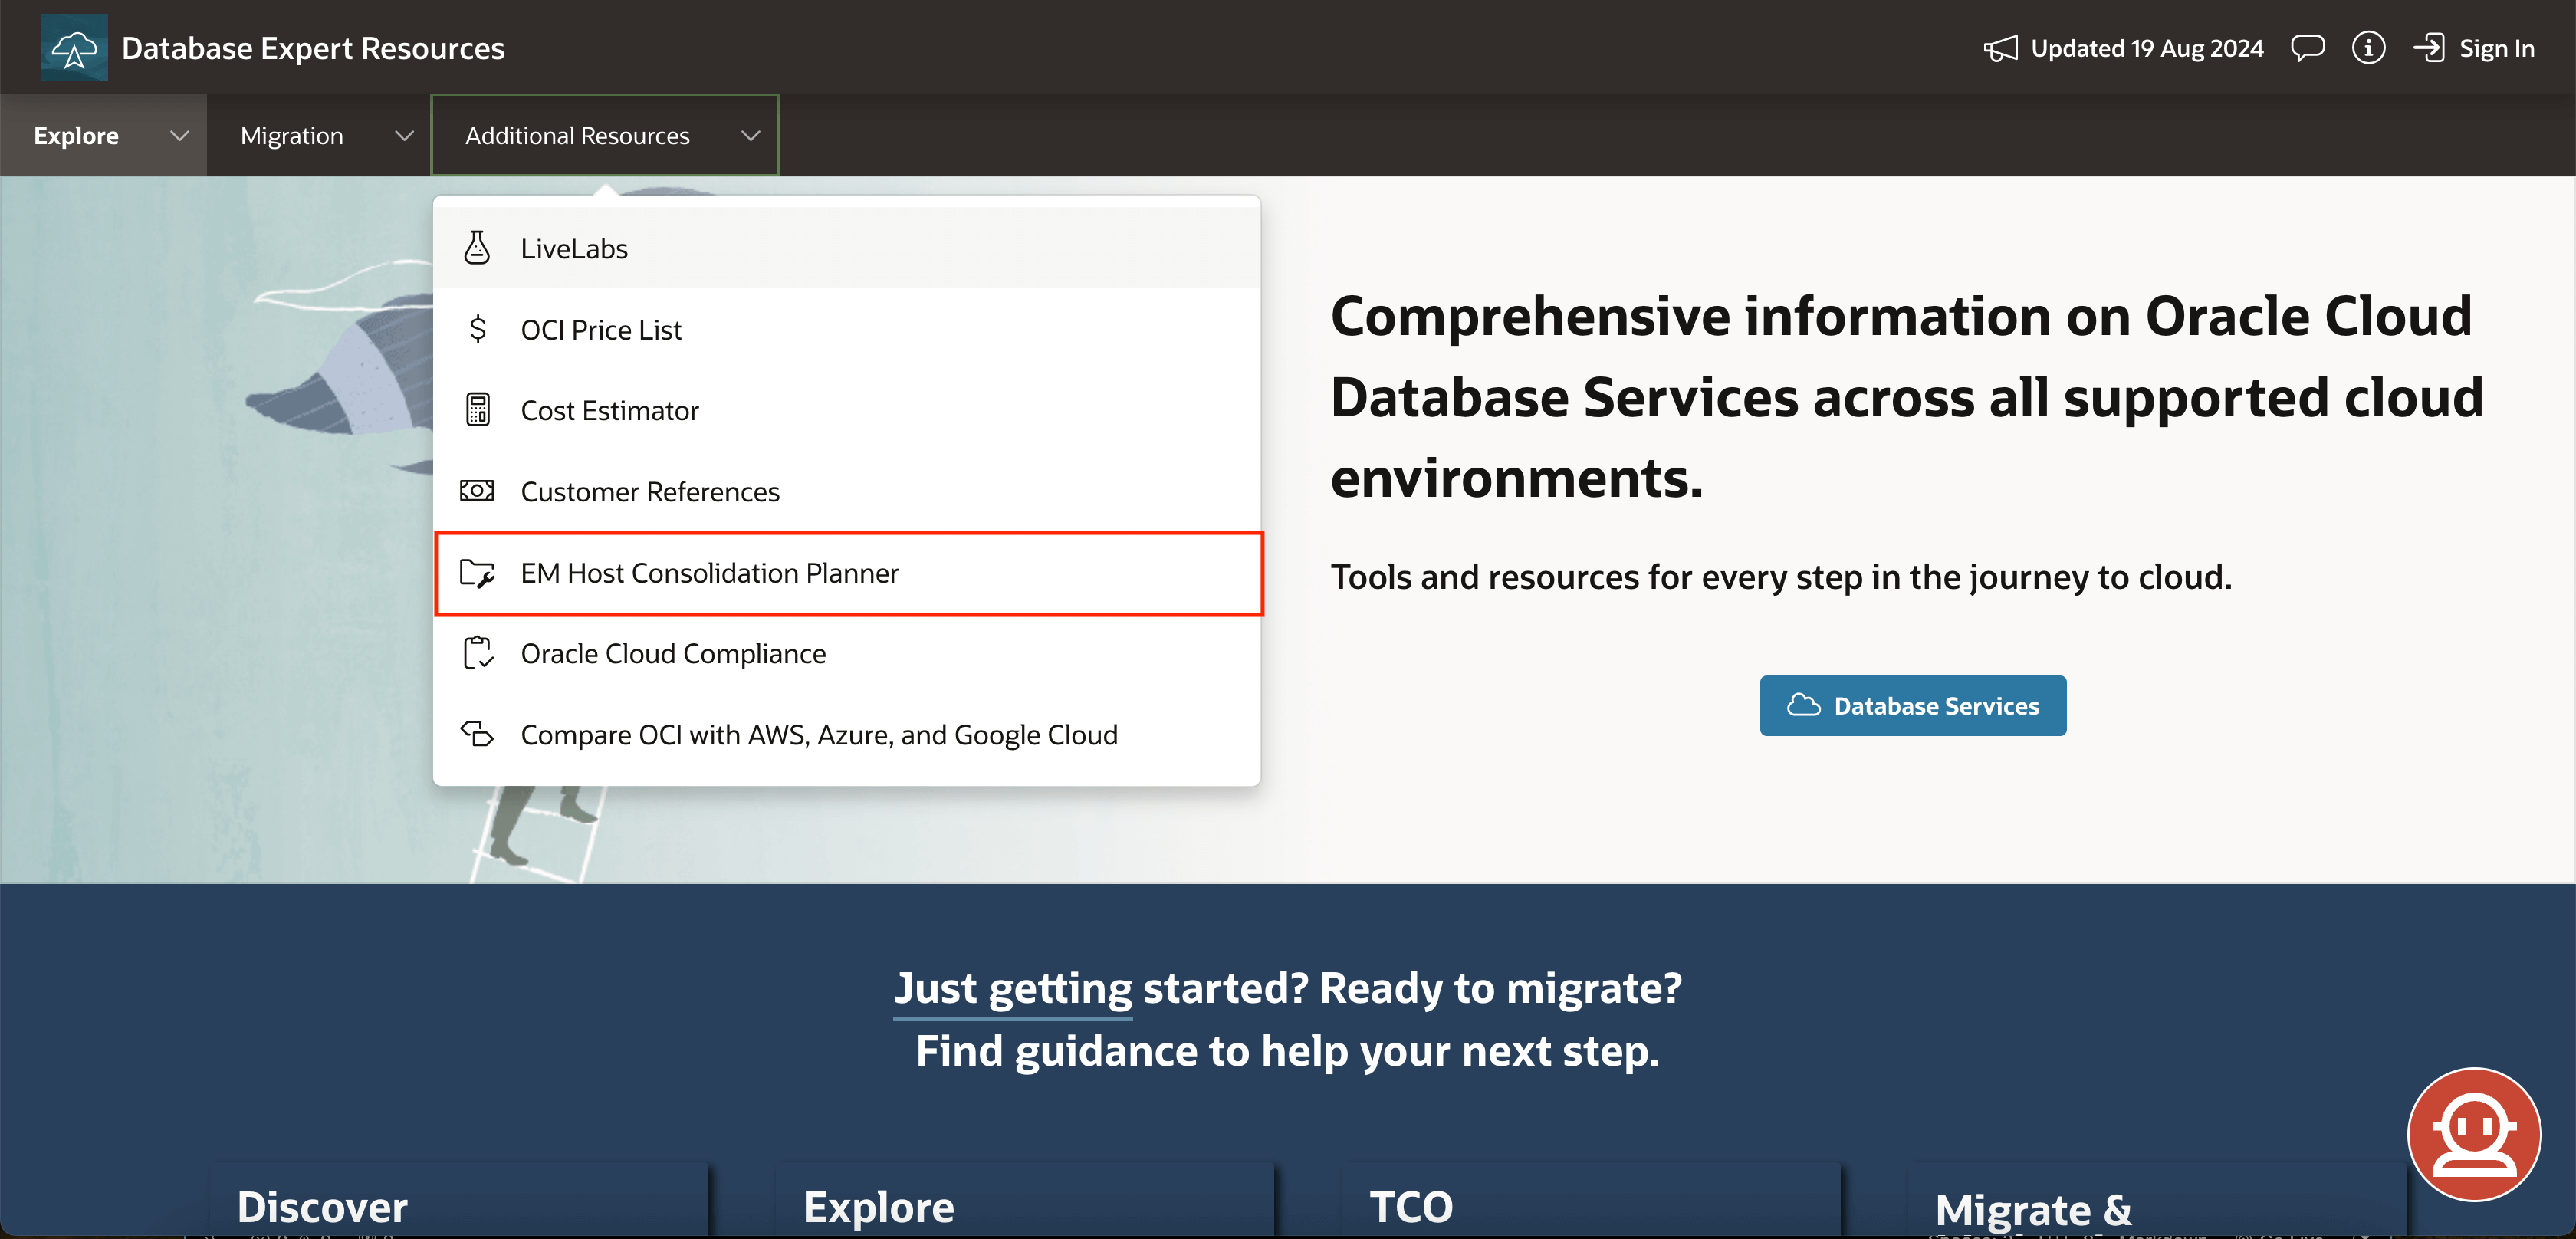 Database Expert Resources
Updated 19 Aug 2024
Sign In
Explore
Migration
Additional Resources
LiveLabs
OCI Price List
Cost Estimator
Customer References
EM Host Consolidation Planner
Oracle Cloud Compliance
Compare OCI with AWS, Azure, and Google Cloud
Comprehensive information on Oracle Cloud
Database Services across all supported cloud
environments.
Tools and resources for every step in the journey to cloud.
Database Services
Just getting started? Ready to migrate?
Find guidance to help your next step.
Discover
Explore
TCO
Migrate &